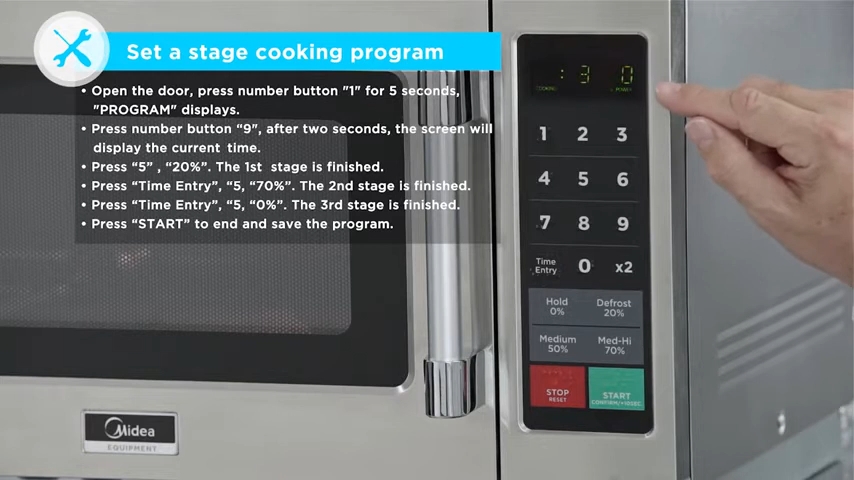 Set a stage cooking program
• Open the door, press number button "1" for 5 seconds,
"PROGRAM" displays.
• Press number button “9”, after two seconds, the screen will
display the current time.
• Press “5” , “20%”. The 1st stage is finished.
• Press “Time Entry”, “5, “70%”. The 2nd stage is finished.
• Press “Time Entry”, “5, “0%”. The 3rd stage is finished.
• Press “START” to end and save the program.
: 3 0
COOKING
POWER
1 2 3
4 5 6
7 8 9
Time
Entry
0 x2
Hold
0%
Defrost
20%
Medium
50%
Med-Hi
70%
STOP
RESET
START
CONFIRM/+10SEC.
Midea
EQUIPMENT